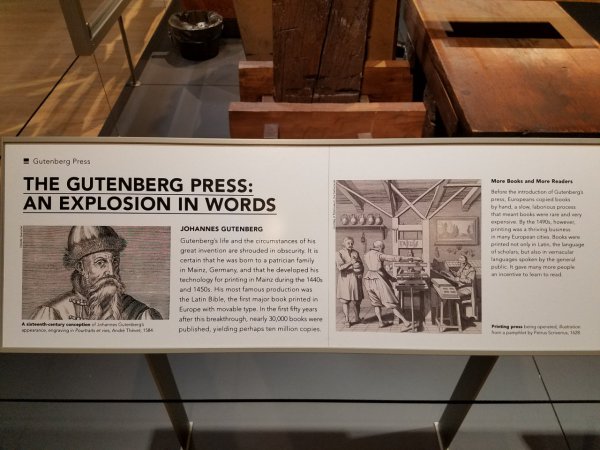 Gutenberg Press
THE GUTENBERG PRESS:
AN EXPLOSION IN WORDS
JOHANNES GUTENBERG
Gutenberg's life and the circumstances of his
great invention are shrouded in obscurity. It is
certain that he was born to a patrician family
in Mainz, Germany, and that he developed his
technology for printing in Mainz during the 1440s
and 1450s. His most famous production was
the Latin Bible, the first major book printed in
Europe with movable type. In the first fifty years
after this breakthrough, nearly 30,000 books were
published, yielding perhaps ten million copies.
A sixteenth-century conception of Johannes Gutenberg's
appearance, engraving in Pourtraits et vies, André Thevet, 1584
More Books and More Readers
Before the introduction of Gutenberg's
press, Europeans copied books
by hand, a slow, laborious process
that meant books were rare and very
expensive. By the 1490s, however,
printing was a thriving business
in many European cities. Books were
printed not only in Latin, the language
of scholars, but also in vernacular
languages spoken by the general
public. It gave many more people
an incentive to learn to read.
Printing press being operated, illustration
from a pamphlet by Petrus Scriverius, 1628